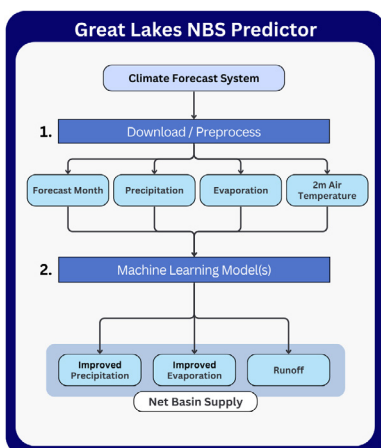 Great Lakes NBS Predictor
Climate Forecast System
1. Download / Preprocess
Forecast Month
Precipitation
Evaporation
2m Air
Temperature
2. Machine Learning Model(s)
Improved
Precipitation
Improved
Evaporation
Runoff
Net Basin Supply